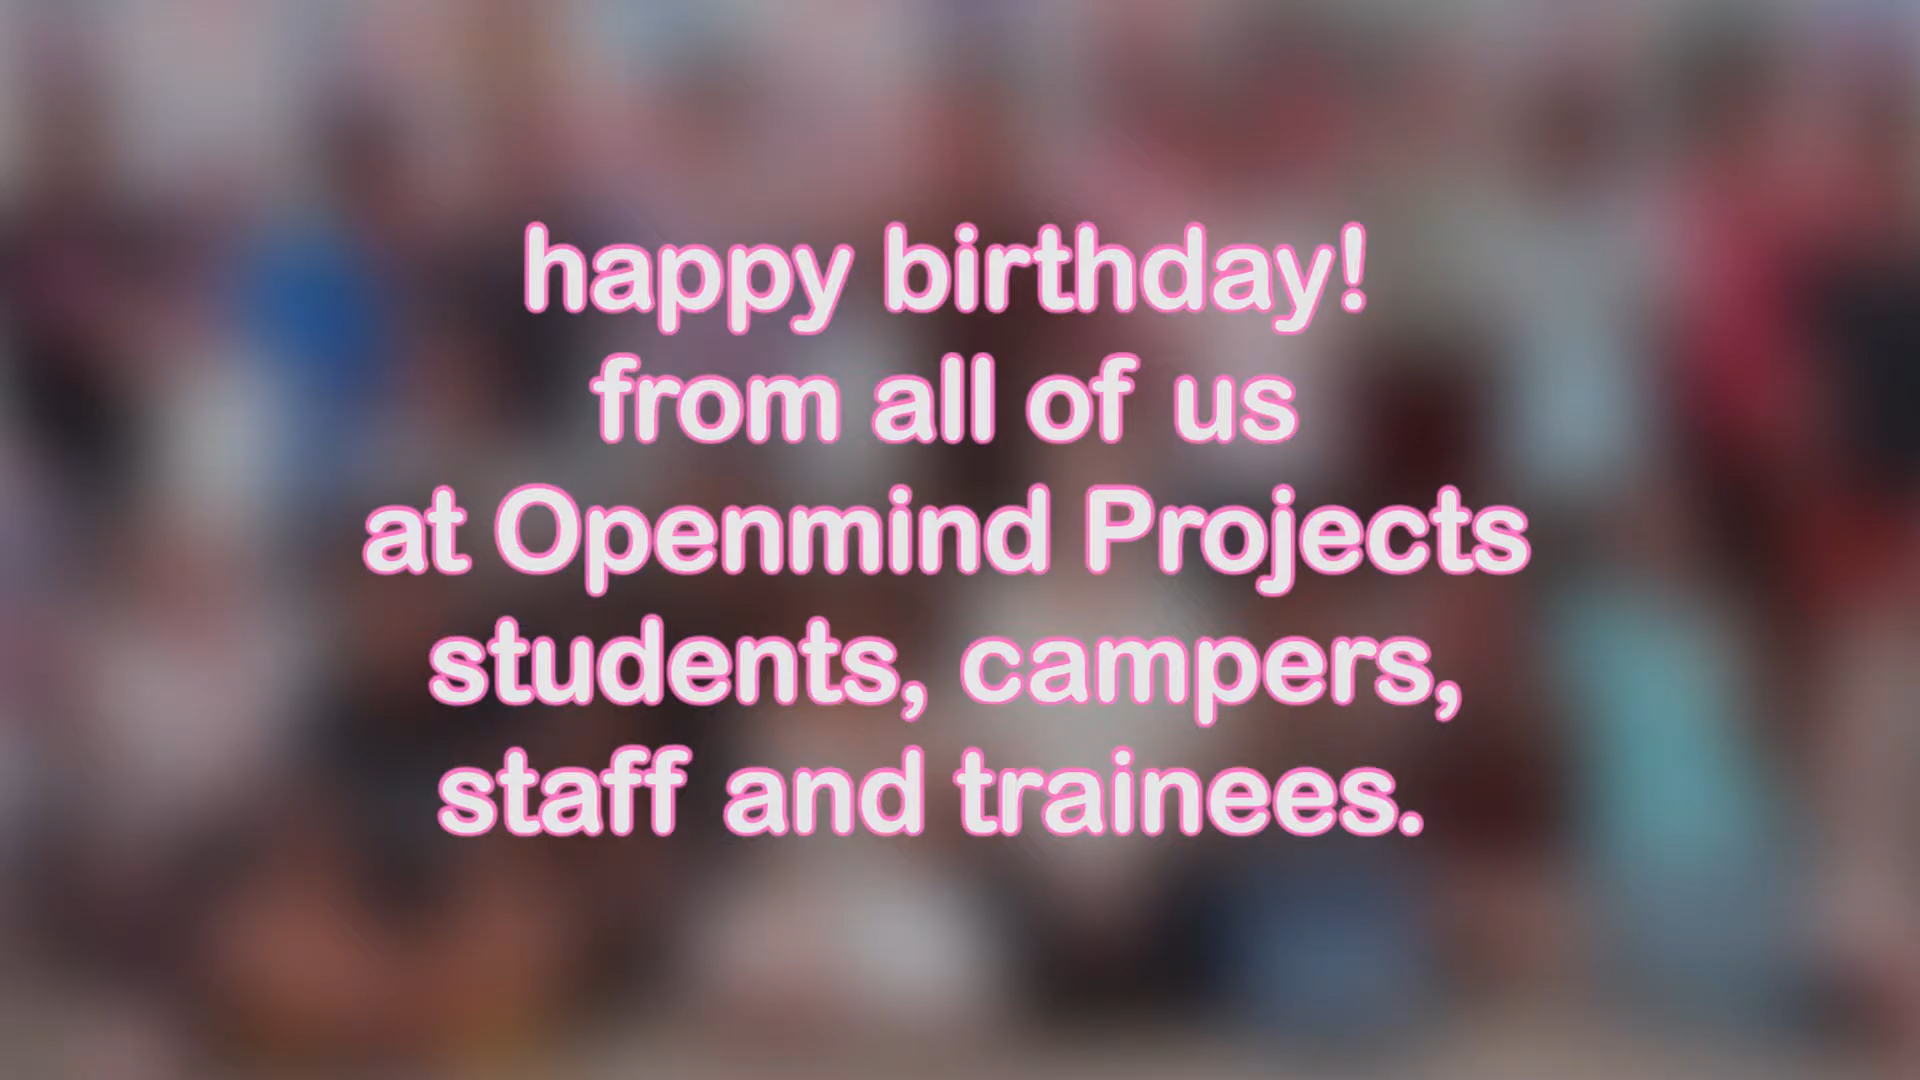 happy birthday!
from all of us
at Openmind Projects
students, campers,
staff and trainees.